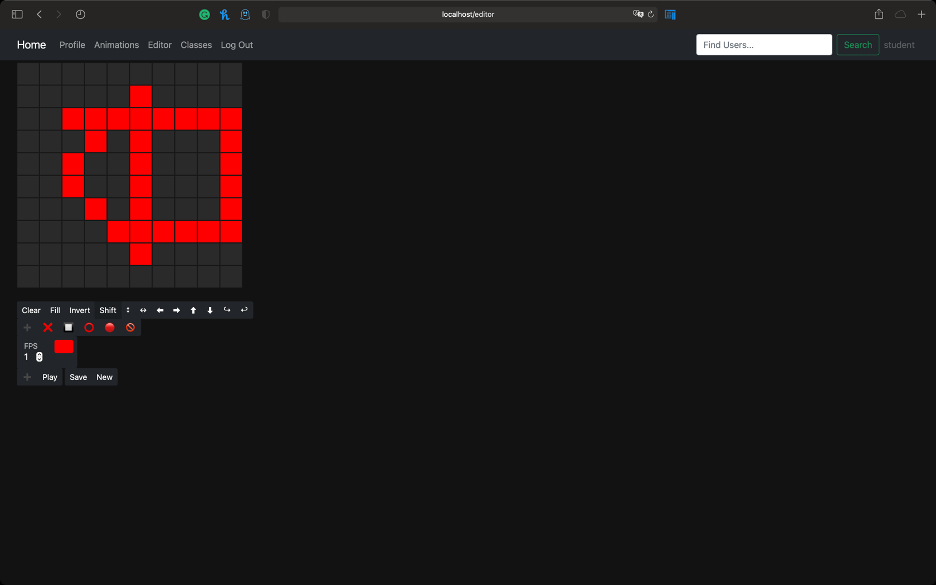 localhost/editor
Home Profile Animations Editor Classes Log Out Find Users... Search student
Clear Fill Invert Shift
FPS
1
Play Save New